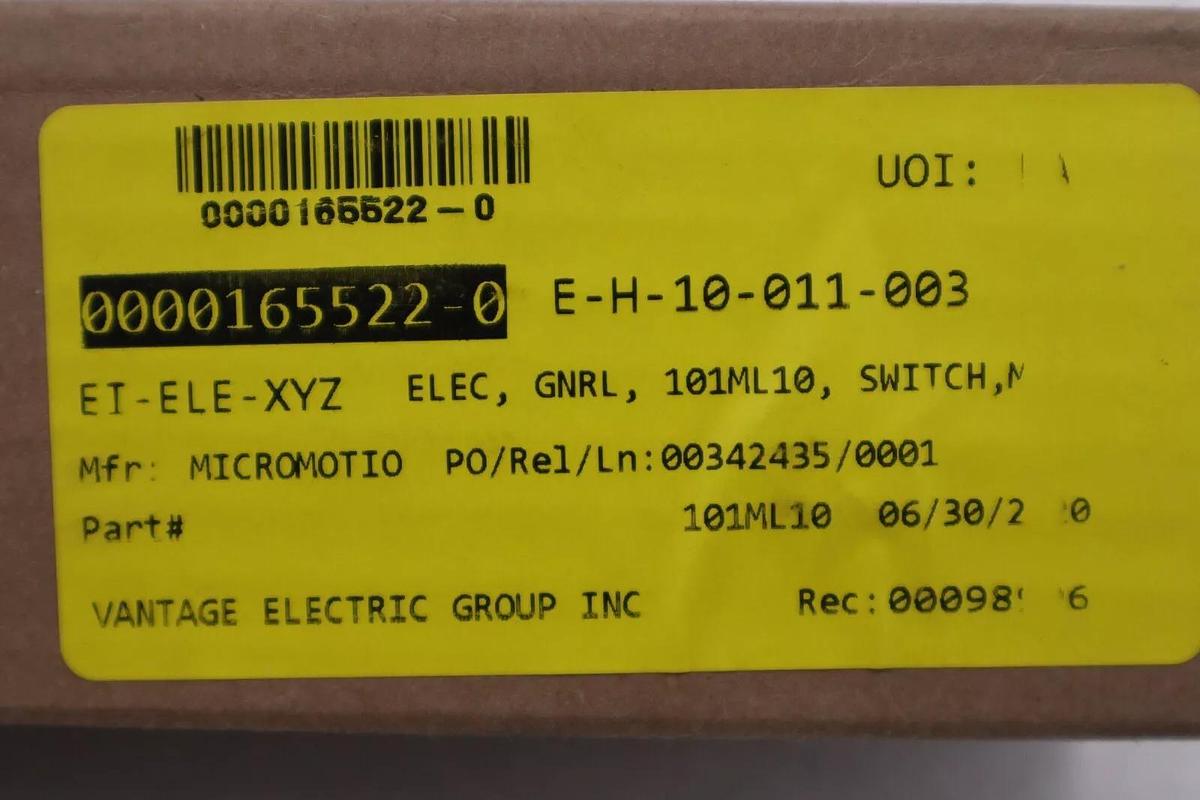 0000165522-0
UOI:
0000165522-0 E-H-10-011-003
EI-ELE-XYZ ELEC, GNRL, 101ML10, SWITCH,
Mfr: MICROMOTIO PO/Rel/Ln:00342435/0001
Part# 101ML10
VANTAGE ELECTRIC GROUP INC Rec: